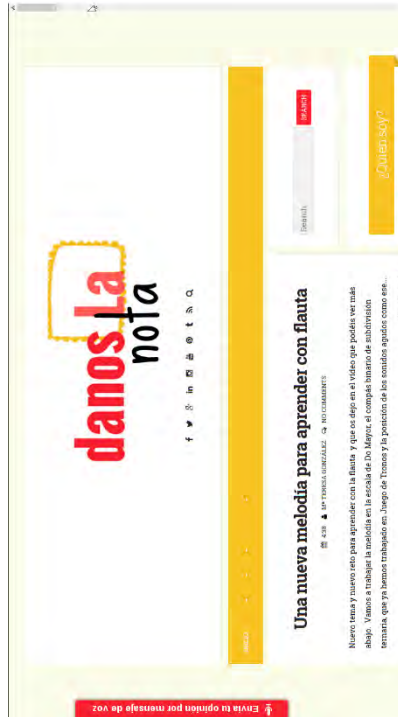 danos La
nota
INICIO
Una nueva melodía para aprender con flauta
4:38 Mª TERESA GONZÁLEZ NO COMMENTS
Nuevo tema y nuevo reto para aprender con la flauta y que os dejo en el vídeo que podéis ver más
abajo. Vamos a trabajar la melodía en la escala de Do Mayor, el compás binario de subdivisión
ternaria, que ya hemos trabajado en Juego de Tronos y la posición de los sonidos agudos como ese...
Search
SEARCH
¿Quién soy?
Envía tu opinión por mensaje de voz